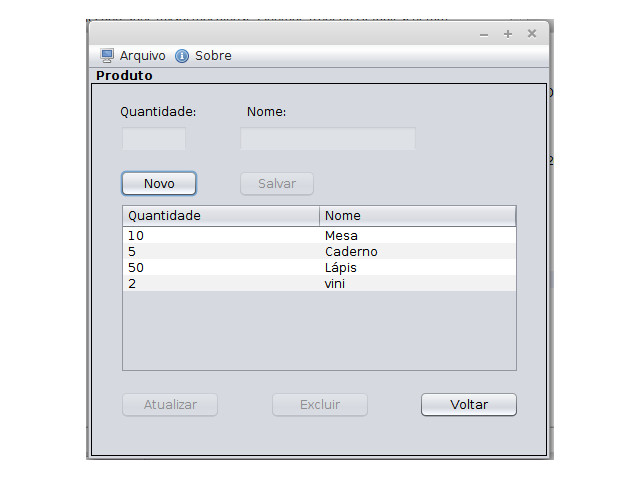 Arquivo Sobre
Produto
Quantidade: Nome:
Novo Salvar
Quantidade Nome
10 Mesa
5 Caderno
50 Lápis
2 vini
Atualizar Excluir Voltar